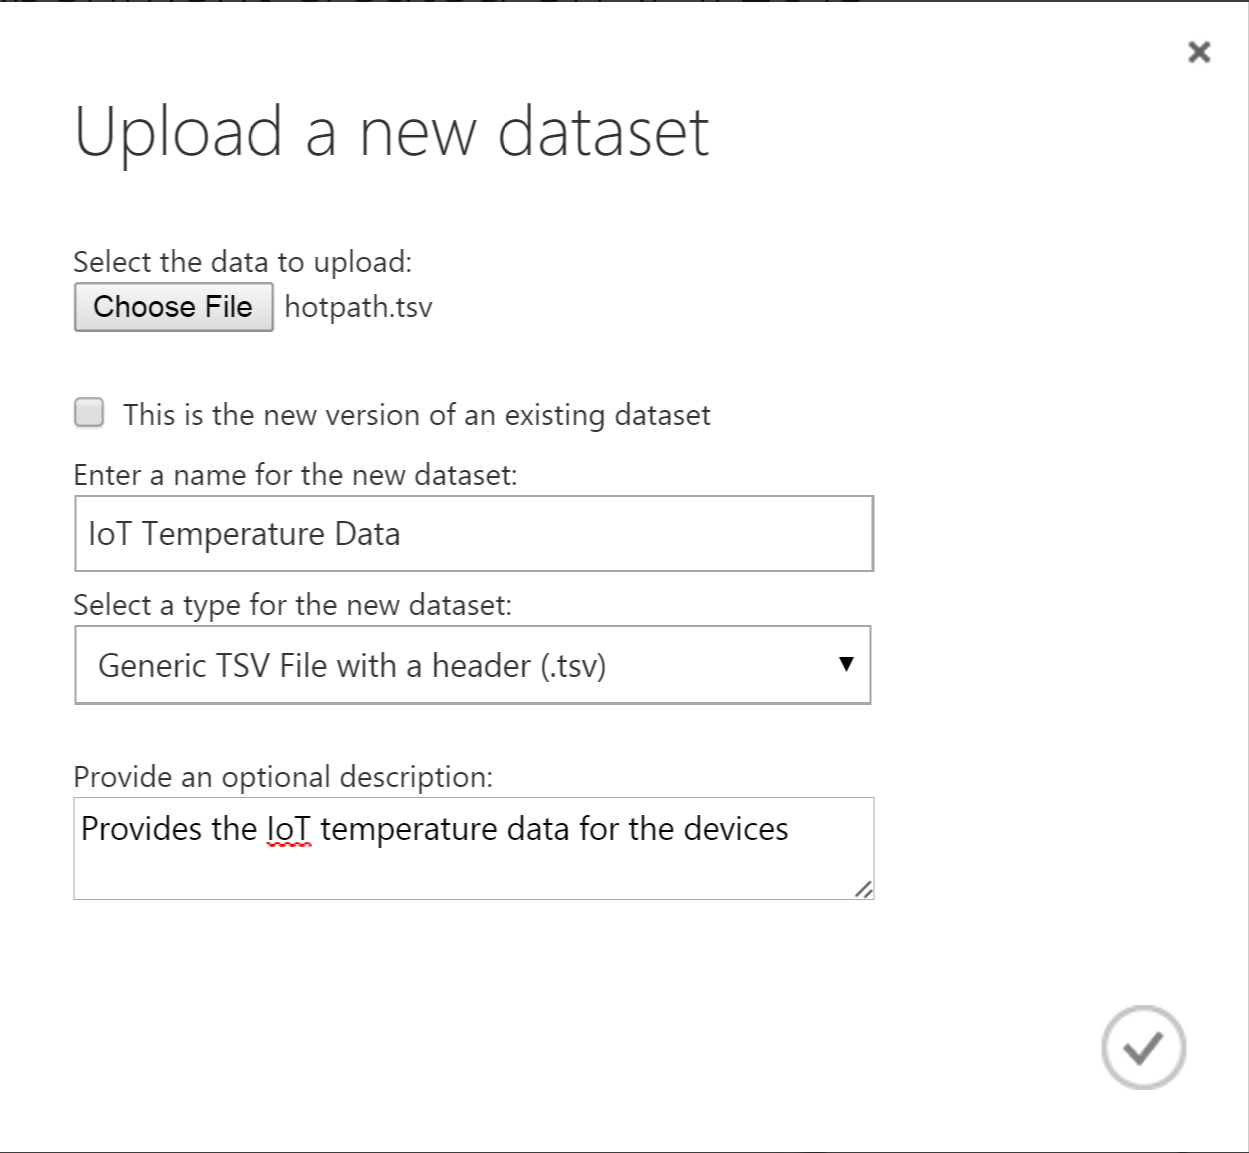 Upload a new dataset
Select the data to upload:
Choose File hotpath.tsv
This is the new version of an existing dataset
Enter a name for the new dataset:
IoT Temperature Data
Select a type for the new dataset:
Generic TSV File with a header (.tsv)
Provide an optional description:
Provides the IoT temperature data for the devices